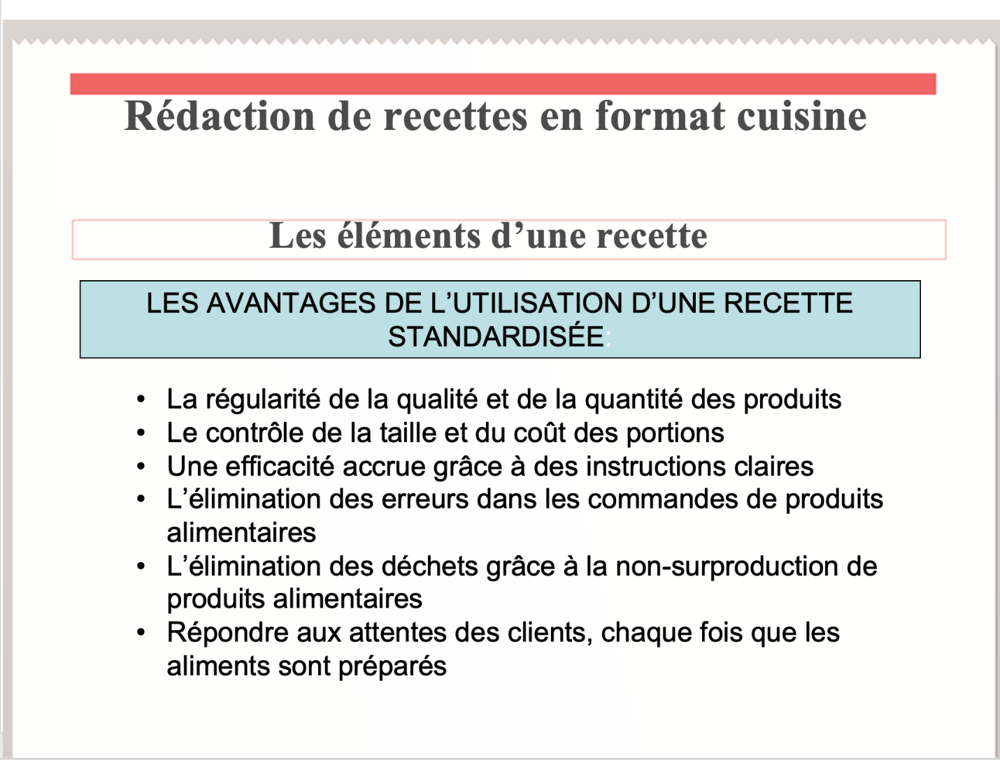 Rédaction de recettes en format cuisine
Les éléments d’une recette
LES AVANTAGES DE L’UTILISATION D’UNE RECETTE
STANDARDISÉE:
• La régularité de la qualité et de la quantité des produits
• Le contrôle de la taille et du coût des portions
• Une efficacité accrue grâce à des instructions claires
• L’élimination des erreurs dans les commandes de produits
alimentaires
• L’élimination des déchets grâce à la non-surproduction de
produits alimentaires
• Répondre aux attentes des clients, chaque fois que les
aliments sont préparés